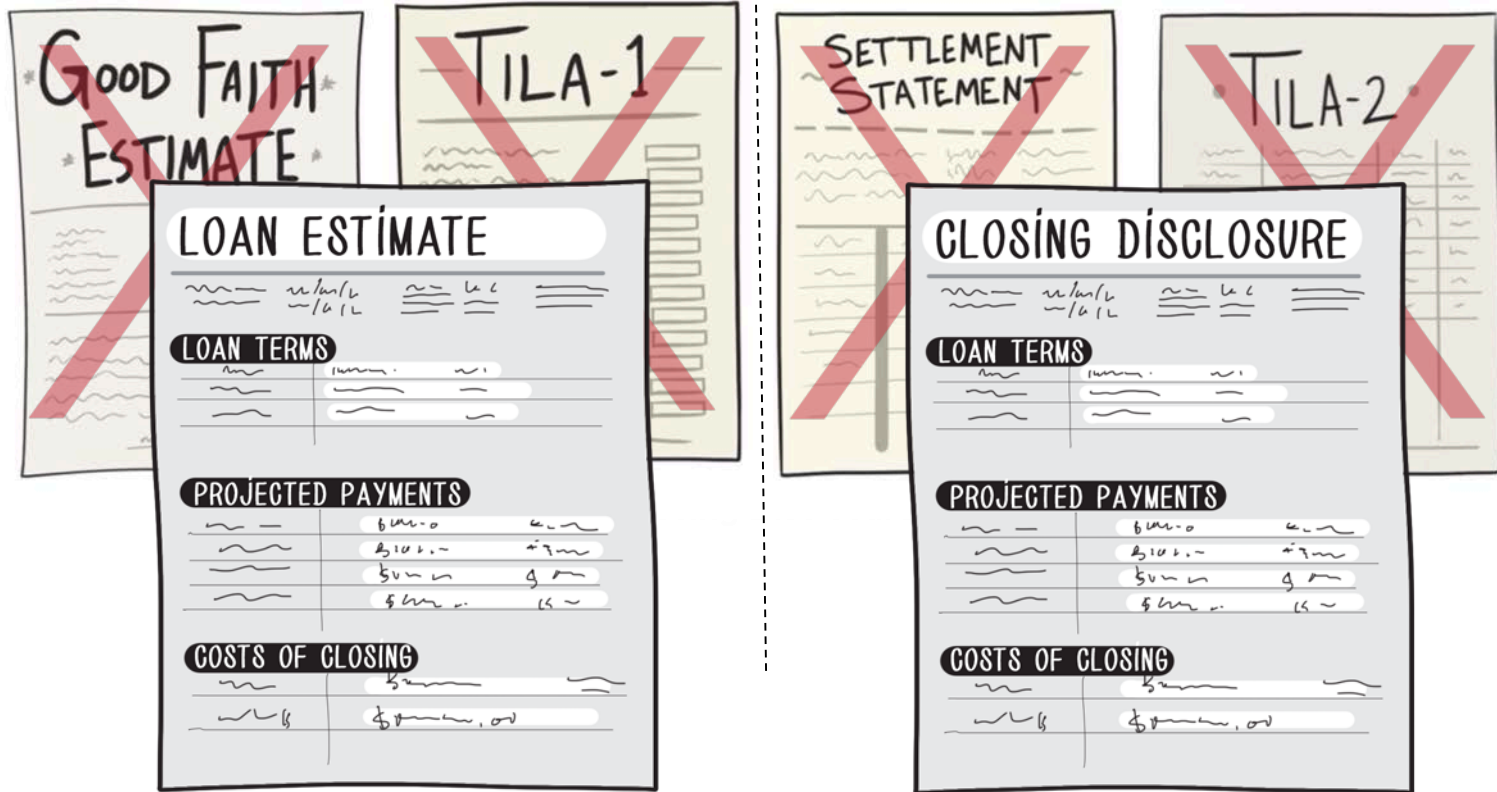 GOOD FAITH
ESTIMATE
TILA-1
LOAN ESTIMATE
LOAN TERMS
PROJECTED PAYMENTS
COSTS OF CLOSING
SETTLEMENT
STATEMENT
TILA-2
CLOSING DISCLOSURE
LOAN TERMS
PROJECTED PAYMENTS
COSTS OF CLOSING